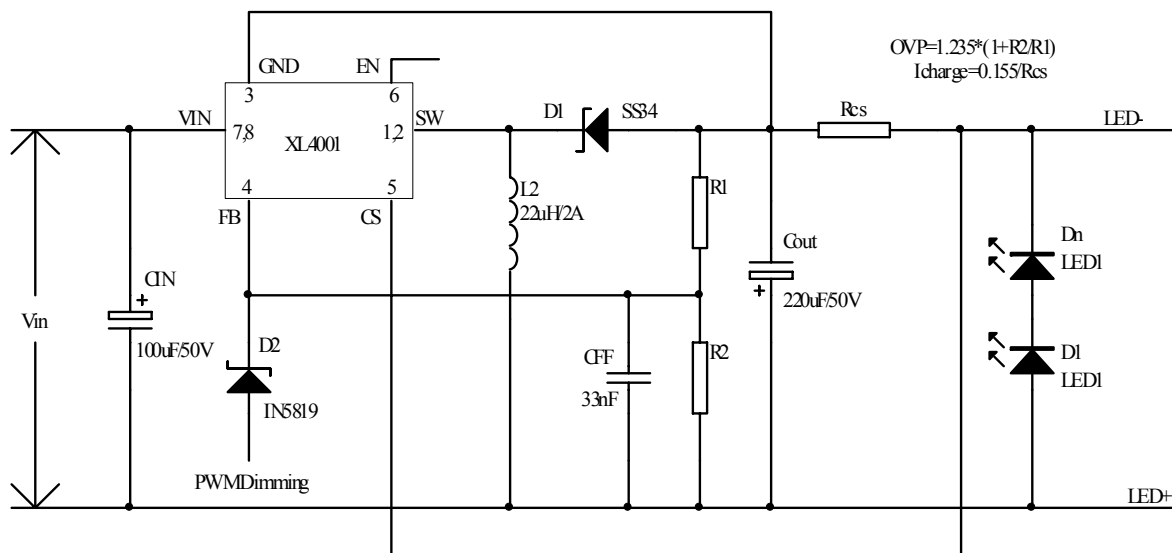 OVP=1.235*(1+R2/R1)
Icharge=0.155/Rcs
GND
EN
3
6
VIN
7,8
XL4001
1,2
SW
D1
SS34
Rcs
LED-
4
5
FB
CS
L2
22uH/2A
R1
Cout
220uF/50V
Dn
LED1
CIN
+
100uF/50V
Vin
D2
IN5819
PWMDimming
CFF
33nF
R2
+
D1
LED1
LED+